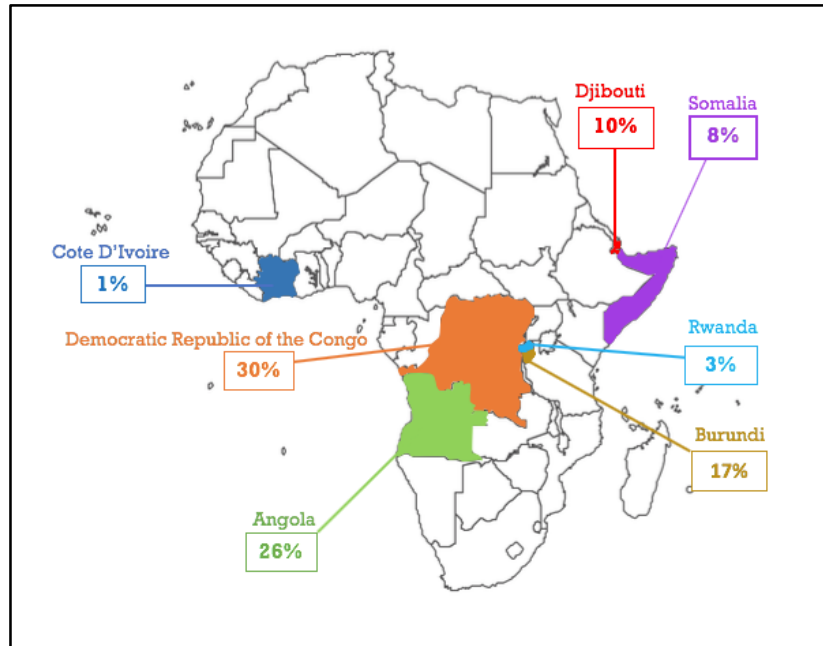 Djibouti
10%
Somalia
8%
Cote D'Ivoire
1%
Democratic Republic of the Congo
30%
Rwanda
3%
Burundi
17%
Angola
26%